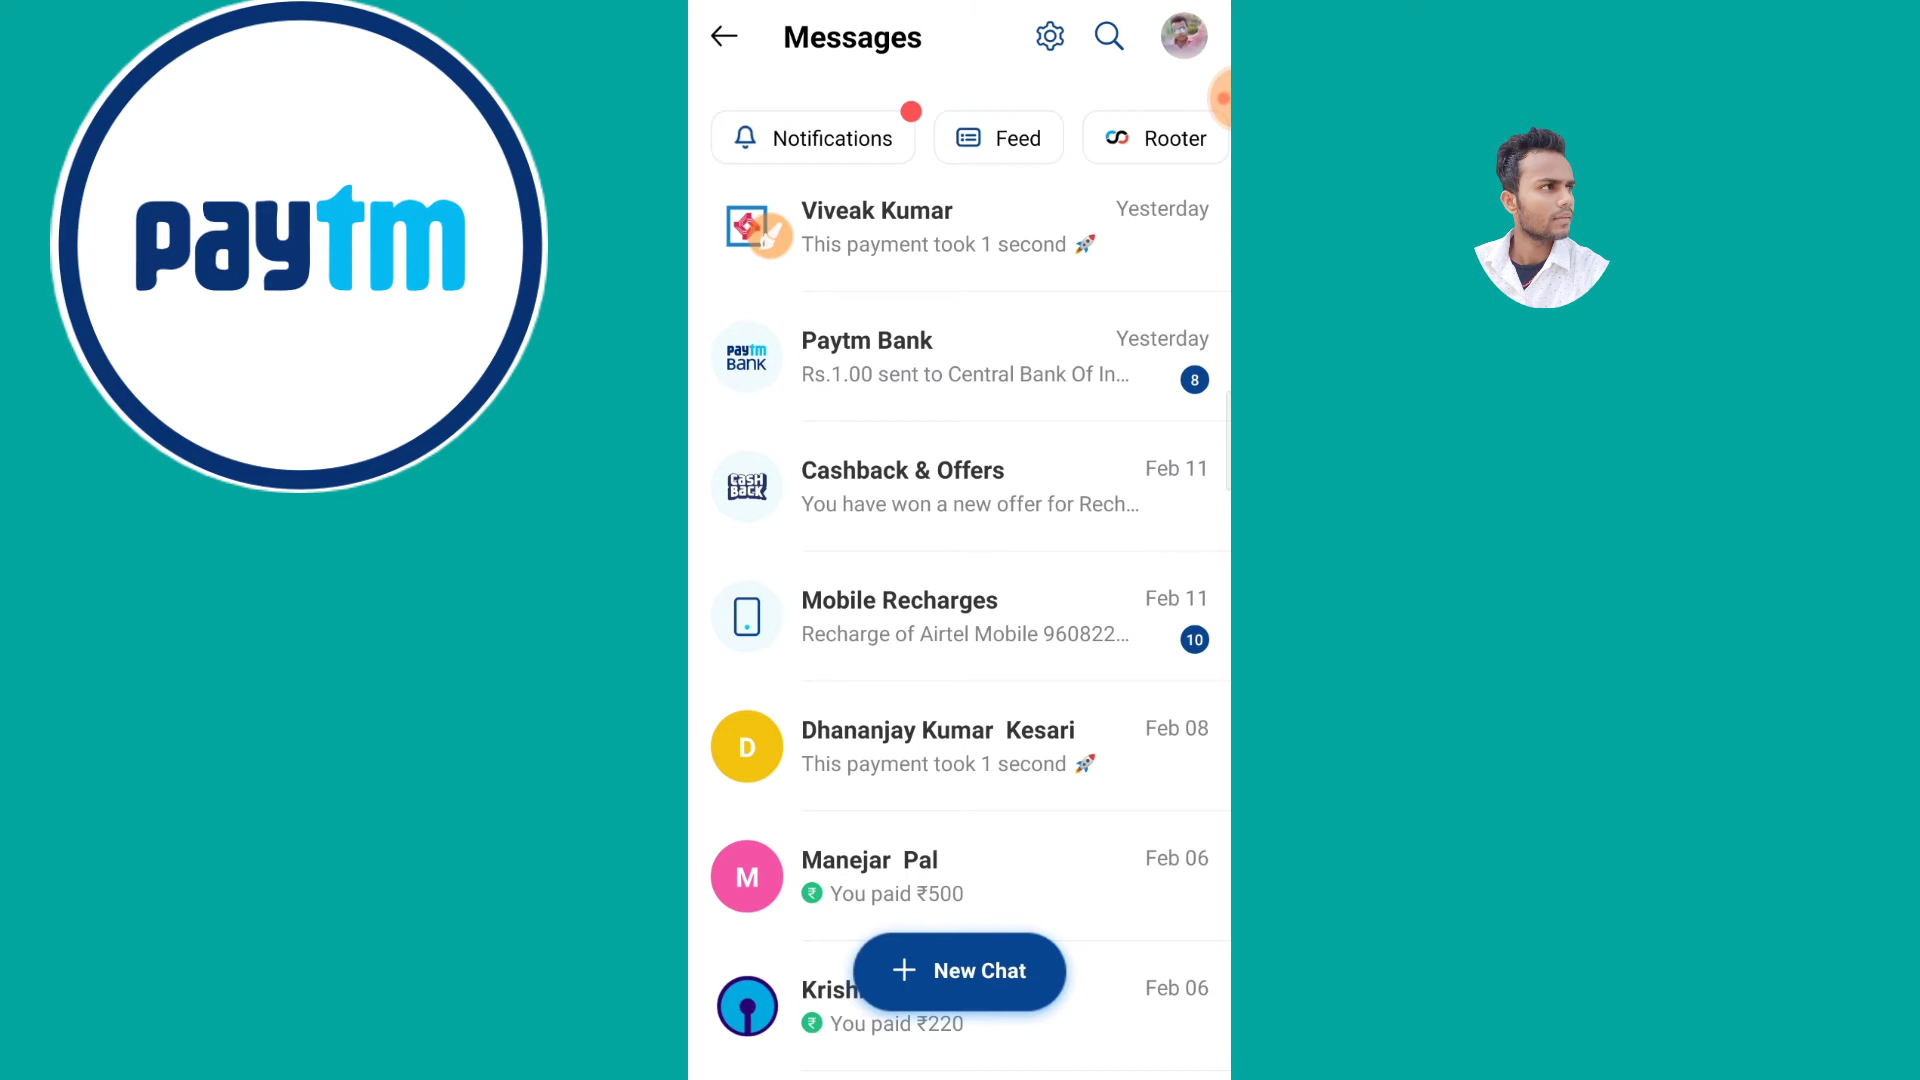 paytm
Messages
Notifications
Feed
Rooter
Viveak Kumar
Yesterday
This payment took 1 second 🚀
paytm BANK
Paytm Bank
Yesterday
Rs.1.00 sent to Central Bank Of In...
8
CASH BACK
Cashback & Offers
Feb 11
You have won a new offer for Rech...
Mobile Recharges
Feb 11
Recharge of Airtel Mobile 960822...
10
D
Dhananjay Kumar Kesari
Feb 08
This payment took 1 second 🚀
M
Manejar Pal
Feb 06
₹ You paid ₹500
+ New Chat
Feb 06
₹ You paid ₹220